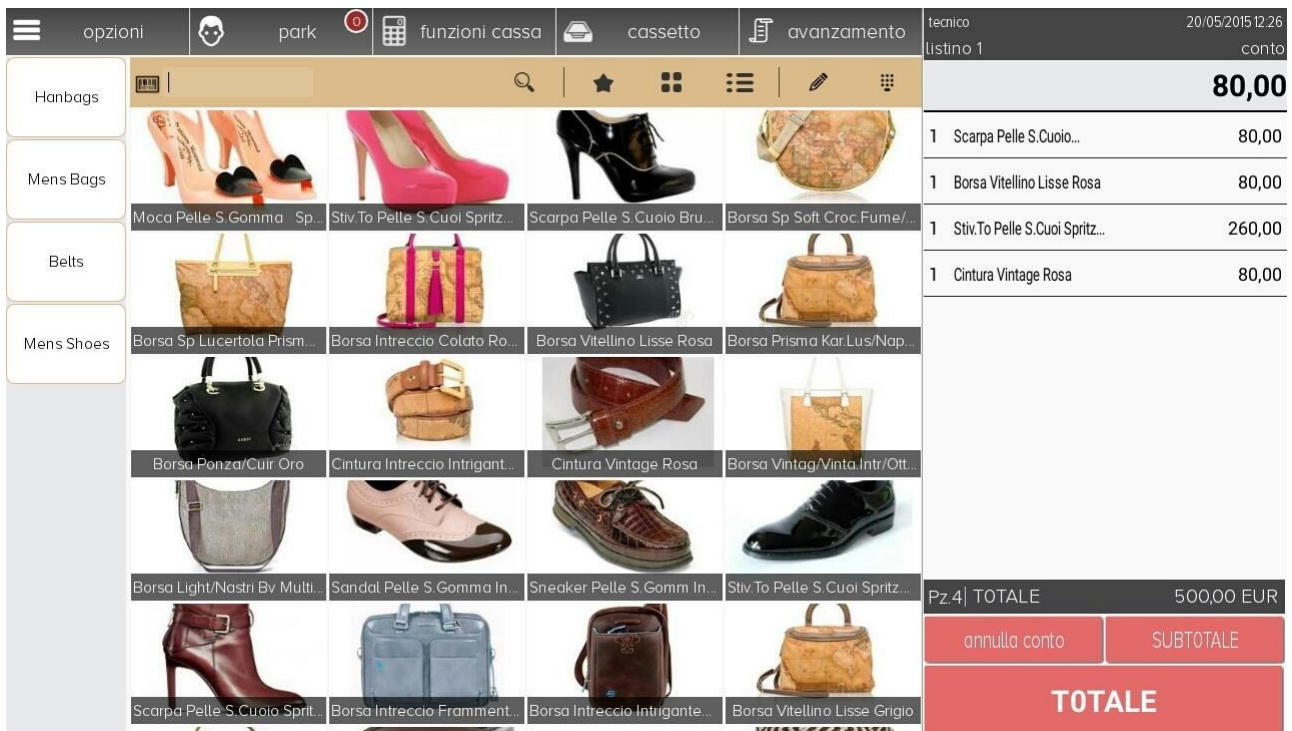 opzioni
park
0
funzioni cassa
cassetto
avanzamento
tecnico
20/05/2015 12:26
listino 1
conto
80,00
Hanbags
Mens Bags
Belts
Mens Shoes
Moca Pelle S.Gomma Sp...
Stiv.To Pelle S.Cuoi Spritz...
Scarpa Pelle S.Cuoio Bru...
Borsa Sp Soft Croc.Fume/...
Borsa Sp Lucertola Prism...
Borsa Intreccio Colato Ro...
Borsa Vitellino Lisse Rosa
Borsa Prisma Kar.Lus/Nap...
Borsa Ponza/Cuir Oro
Cintura Intreccio Intrigant...
Cintura Vintage Rosa
Borsa Vintag/Vinta Intr/Ott...
Borsa Light/Nastri Bv Multi...
Sandal Pelle S.Gomma In...
Sneaker Pelle S.Gomm In...
Stiv.To Pelle S.Cuoi Spritz...
Scarpa Pelle S.Cuoio Sprit...
Borsa Intreccio Framment...
Borsa Intreccio Intrigante...
Borsa Vitellino Lisse Grigio
1 Scarpa Pelle S.Cuoio... 80,00
1 Borsa Vitellino Lisse Rosa 80,00
1 Stiv.To Pelle S.Cuoi Spritz... 260,00
1 Cintura Vintage Rosa 80,00
Pz.4| TOTALE 500,00 EUR
annulla conto
SUBTOTALE
TOTALE